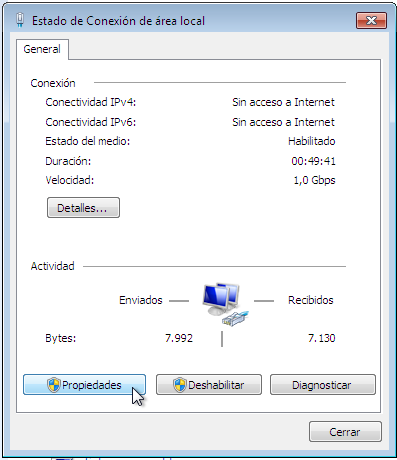 Estado de Conexión de área local
General
Conexión
Conectividad IPv4: Sin acceso a Internet
Conectividad IPv6: Sin acceso a Internet
Estado del medio: Habilitado
Duración: 00:49:41
Velocidad: 1,0 Gbps
Detalles...
Actividad
Enviados Recibidos
Bytes: 7.992 7.130
Propiedades Deshabilitar Diagnosticar
Cerrar